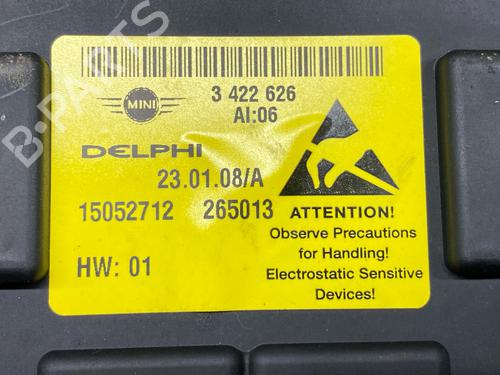 MINI
3 422 626
AI:06
DELPHI
23.01.08/A
15052712 265013
HW: 01
ATTENTION!
Observe Precautions
for Handling!
Electrostatic Sensitive
Devices!
B-PARTS